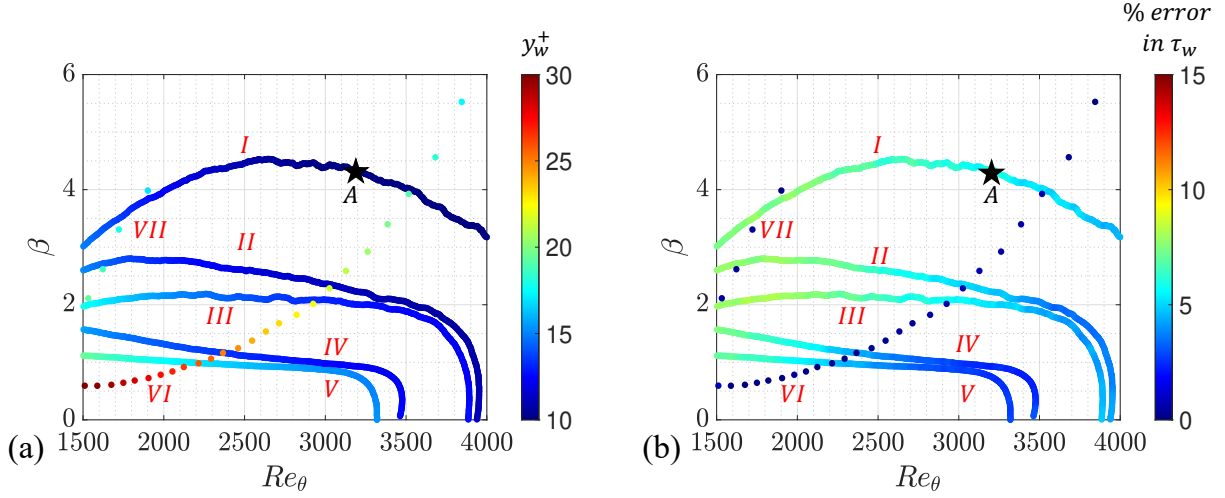 y_w^+
6
4
2
0
β
I
A
VII
II
III
IV
V
VI
1500 2000 2500 3000 3500 4000
Re_θ
30
25
20
15
10
(a)
% error
in τ_w
6
4
2
0
β
I
A
VII
II
III
IV
V
VI
1500 2000 2500 3000 3500 4000
Re_θ
15
10
5
0
(b)